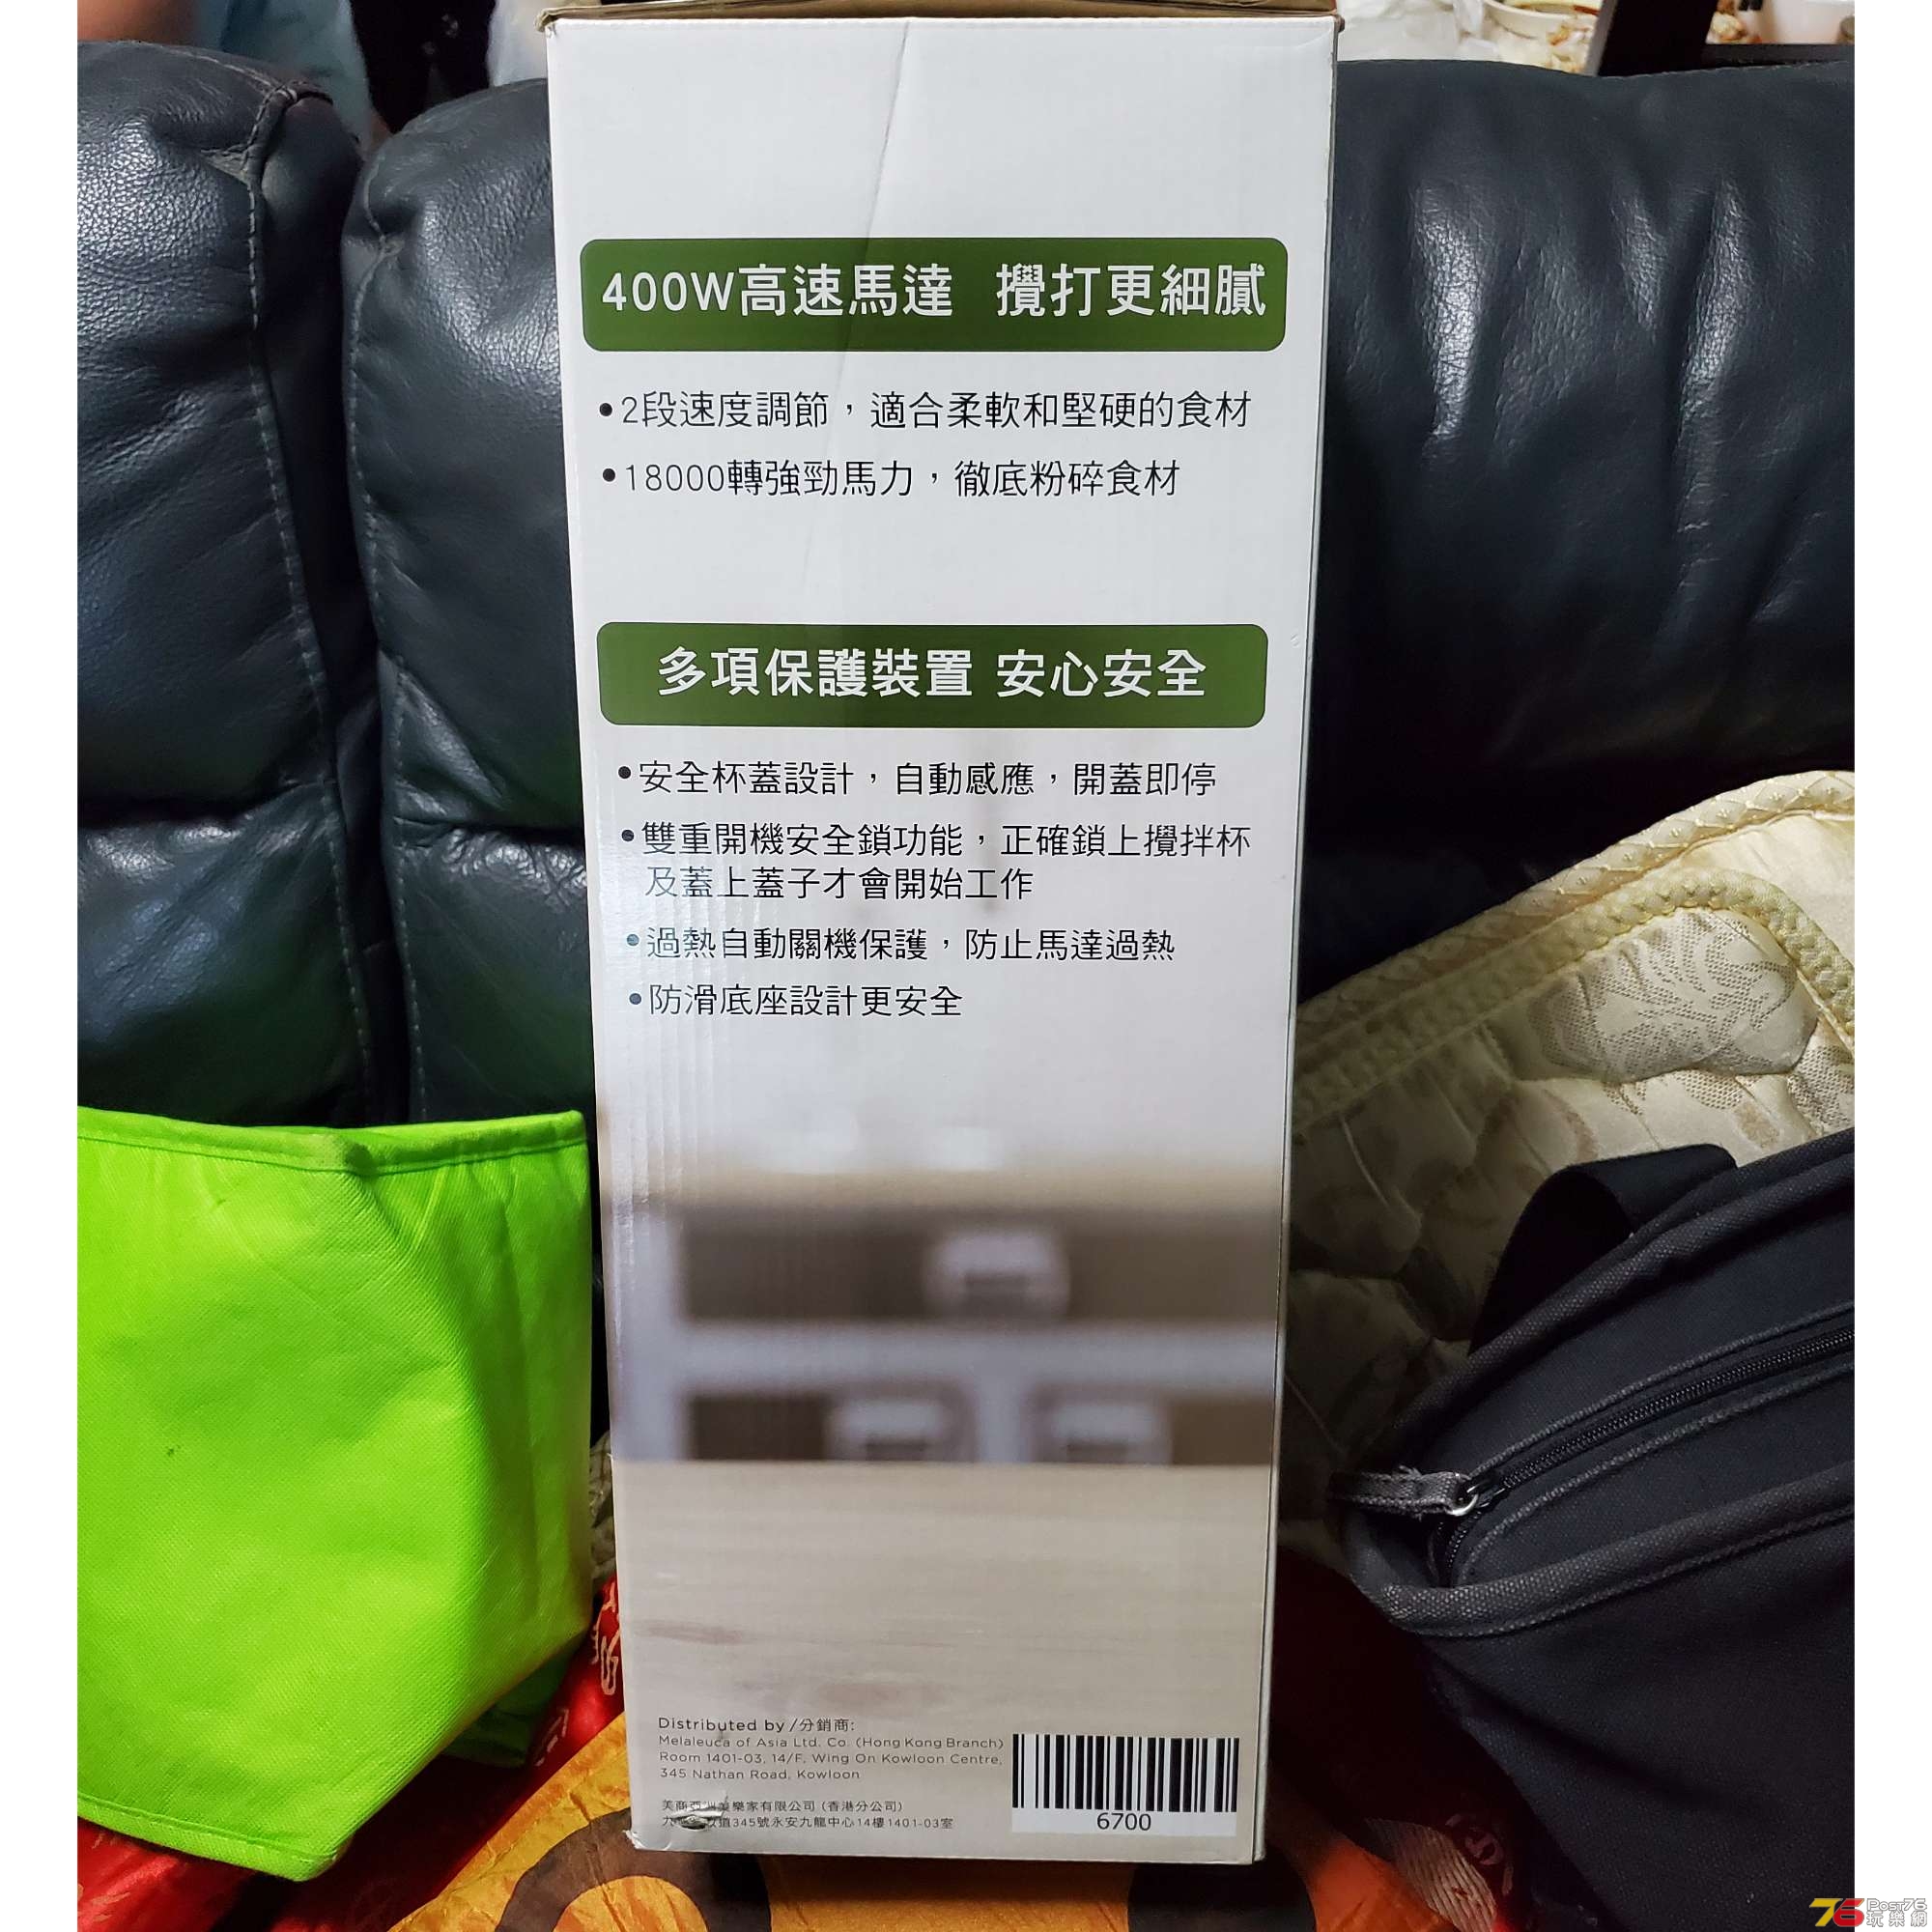 400W高速馬達 攪打更細膩
•2段速度調節，適合柔軟和堅硬的食材
•18000轉強勁馬力，徹底粉碎食材
多項保護裝置 安心安全
•安全杯蓋設計，自動感應，開蓋即停
•雙重開機安全鎖功能，正確鎖上攪拌杯
及蓋上蓋子才會開始工作
•過熱自動關機保護，防止馬達過熱
•防滑底座設計更安全
Distributed by /分銷商:
Melaleuca of Asia Ltd. Co. (Hong Kong Branch)
Room 1401-03, 14/F, Wing On Kowloon Centre,
345 Nathan Road, Kowloon
美商亞洲美樂家有限公司 (香港分公司)
道345號永安九龍中心14樓1401-03室
6700
76 Post76
玩樂網